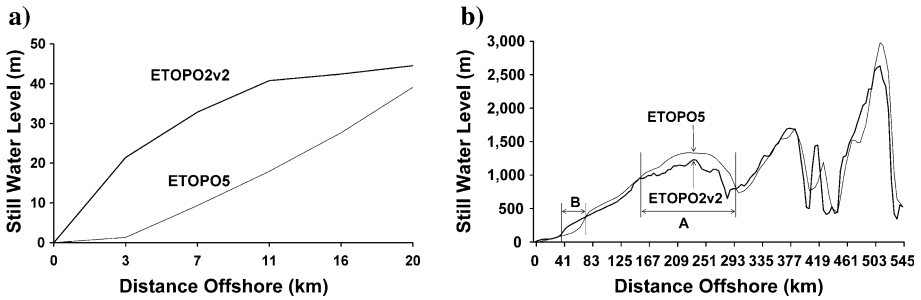 a)
Still Water Level (m)
50
40
30
20
10
0
ETOPO2v2
ETOPO5
0 3 7 11 16 20
Distance Offshore (km)
b)
Still Water Level (m)
3,000
2,500
2,000
1,500
1,000
500
0
ETOPO5
B
ETOPO2v2
A
0 41 83 125 167 209 251 293 335 377 419 461 503 545
Distance Offshore (km)